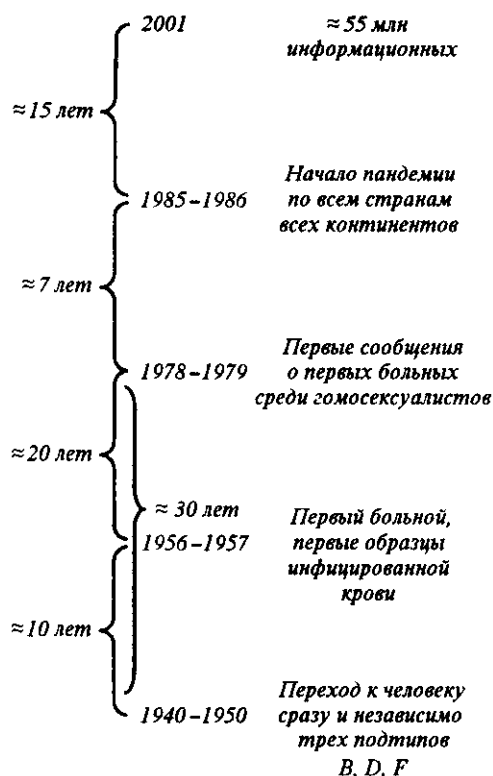 2001
≈ 55 млн
информационных
≈ 15 лет
1985–1986
Начало пандемии
по всем странам
всех континентов
≈ 7 лет
1978–1979
Первые сообщения
о первых больных
среди гомосексуалистов
≈ 20 лет
≈ 30 лет
1956–1957
Первый больной,
первые образцы
инфицированной
крови
≈ 10 лет
1940–1950
Переход к человеку
сразу и независимо
трех подтипов
B, D, F